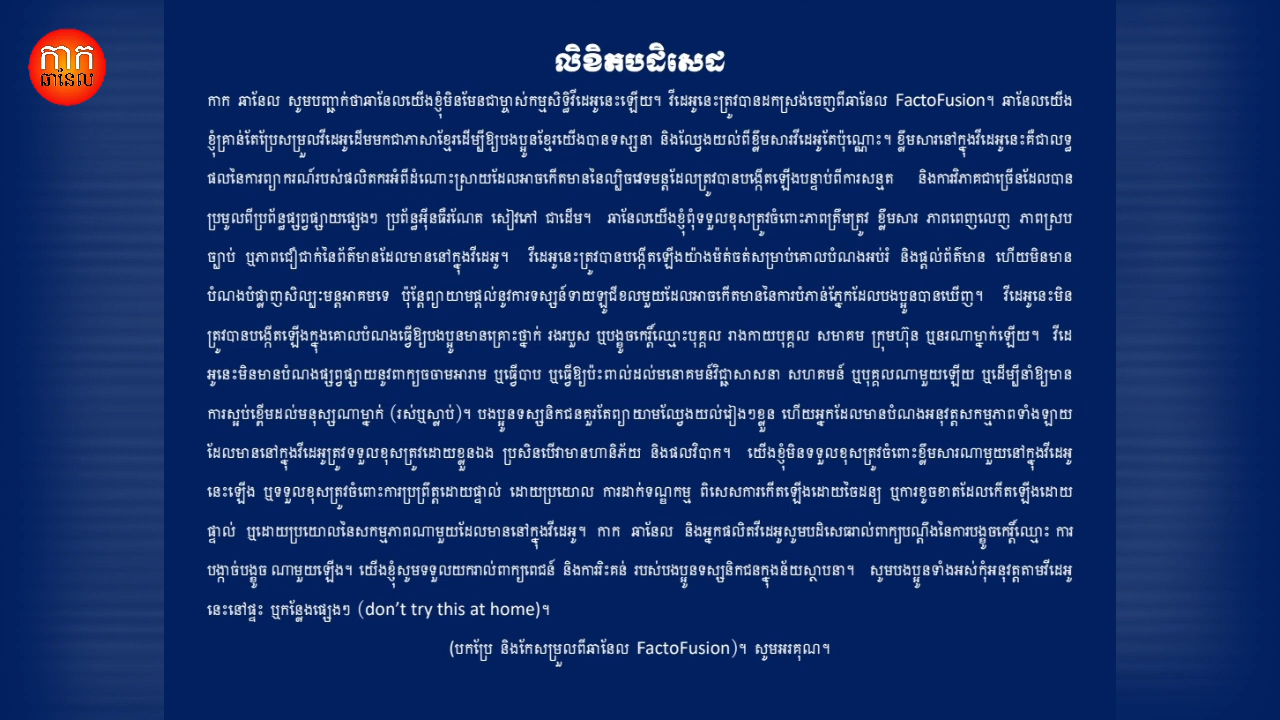 កាក
ឆានែល
លិខិតបដិសេដ
កាក ឆានែល សូមបញ្ជាក់ថាឆានែលយើងខ្ញុំមិនមែនជាម្ចាស់កម្មសិទ្ធិវីដេអូនេះឡើយ។ វីដេអូនេះត្រូវបានដកស្រង់ចេញពីឆានែល FactoFusion។ ឆានែលយើង
ខ្ញុំគ្រាន់តែប្រែសម្រួលវីដេអូដើមមកជាភាសាខ្មែរដើម្បីឱ្យបងប្អូនខ្មែរយើងបានទស្សនា និងឈ្វេងយល់ពីខ្លឹមសារវីដេអូតែប៉ុណ្ណោះ។ ខ្លឹមសារនៅក្នុងវីដេអូនេះគឺជាលទ្ធ
ផលនៃការព្យាករណ៍របស់ផលិតករអំពីដំណោះស្រាយដែលអាចកើតមាននៃល្បិចវេទមន្តដែលត្រូវបានបង្កើតឡើងបន្ទាប់ពីការសន្មត និងការវិភាគជាច្រើនដែលបាន
ប្រមូលពីប្រព័ន្ធផ្សព្វផ្សាយផ្សេងៗ ប្រព័ន្ធអ៊ីនធឺរណែត សៀវភៅ ជាដើម។ ឆានែលយើងខ្ញុំពុំទទួលខុសត្រូវចំពោះភាពត្រឹមត្រូវ ខ្លឹមសារ ភាពពេញលេញ ភាពស្រប
ច្បាប់ ឬភាពជឿជាក់នៃព័ត៌មានដែលមាននៅក្នុងវីដេអូ។ វីដេអូនេះត្រូវបានបង្កើតឡើងយ៉ាងម៉ត់ចត់សម្រាប់គោលបំណងអប់រំ និងផ្តល់ព័ត៌មាន ហើយមិនមាន
បំណងបំផ្លាញសិល្បះមន្តអាគមទេ ប៉ុន្តែព្យាយាមផ្តល់នូវការទស្សន៍ទាយឡូជីខលមួយដែលអាចកើតមាននៃការបំភាន់ភ្នែកដែលបងប្អូនបានឃើញ។ វីដេអូនេះមិន
ត្រូវបានបង្កើតឡើងក្នុងគោលបំណងធ្វើឱ្យបងប្អូនមានគ្រោះថ្នាក់ រងរបួស ឬបង្ខូចកេរ្តិ៍ឈ្មោះបុគ្គល រាងកាយបុគ្គល សមាគម ក្រុមហ៊ុន ឬនរណាម្នាក់ឡើយ។ វីដេ
អូនេះមិនមានបំណងផ្សព្វផ្សាយនូវពាក្យចចាមអារាម ឬធ្វើបាប ឬធ្វើឱ្យប៉ះពាល់ដល់មនោគមន៍វិជ្ជាសាសនា សហគមន៍ ឬបុគ្គលណាមួយឡើយ ឬដើម្បីនាំឱ្យមាន
ការស្អប់ខ្ពើមដល់មនុស្សណាម្នាក់ (រស់ឬស្លាប់)។ បងប្អូនទស្សនិកជនគួរតែព្យាយាមឈ្វេងយល់រៀងៗខ្លួន ហើយអ្នកដែលមានបំណងអនុវត្តសកម្មភាពទាំងឡាយ
ដែលមាននៅក្នុងវីដេអូត្រូវទទួលខុសត្រូវដោយខ្លួនឯង ប្រសិនបើវាមានហានិភ័យ និងផលវិបាក។ យើងខ្ញុំមិនទទួលខុសត្រូវចំពោះខ្លឹមសារណាមួយនៅក្នុងវីដេអូ
នេះឡើង ឬទទួលខុសត្រូវចំពោះការប្រព្រឹត្តដោយផ្ទាល់ ដោយប្រយោល ការដាក់ទណ្ឌកម្ម ពិសេសការកើតឡើងដោយចៃដន្យ ឬការខូចខាតដែលកើតឡើងដោយ
ផ្ទាល់ ឬដោយប្រយោលនៃសកម្មភាពណាមួយដែលមាននៅក្នុងវីដេអូ។ កាក ឆានែល និងអ្នកផលិតវីដេអូសូមបដិសេធរាល់ពាក្យបណ្តឹងនៃការបង្ខូចកេរ្តិ៍ឈ្មោះ ការ
បង្កាច់បង្ខូច ណាមួយឡើង។ យើងខ្ញុំសូមទទួលយករាល់ពាក្យពេជន៍ និងការរិះគន់ របស់បងប្អូនទស្សនិកជនក្នុងន័យស្ថាបនា។ សូមបងប្អូនទាំងអស់កុំអនុវត្តតាមវីដេអូ
នេះនៅផ្ទះ ឬកន្លែងផ្សេងៗ (don’t try this at home)។
(បកប្រែ និងកែសម្រួលពីឆានែល FactoFusion)។ សូមអរគុណ។